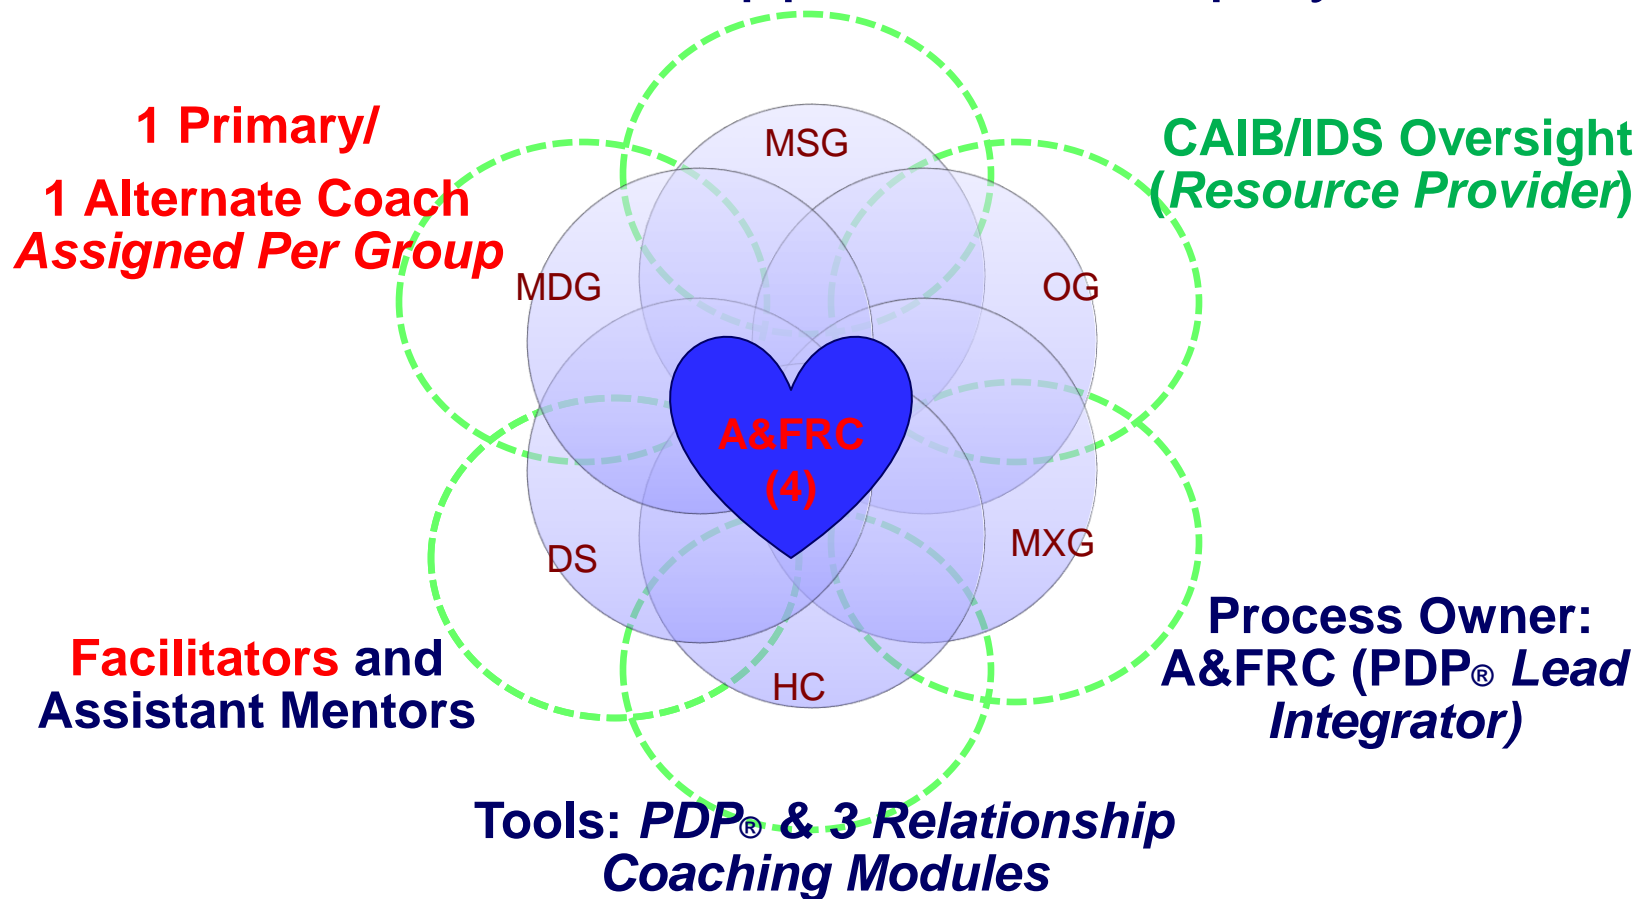 1 Primary/
1 Alternate Coach
Assigned Per Group
CAIB/IDS Oversight
(Resource Provider)
MSG
MDG
OG
A&FRC
(4)
DS
MXG
HC
Facilitators and
Assistant Mentors
Process Owner:
A&FRC (PDP® Lead
Integrator)
Tools: PDP® & 3 Relationship
Coaching Modules